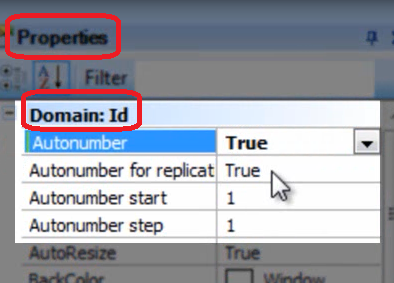 Properties
Filter
Domain: Id
Autonumber True
Autonumber for replicat True
Autonumber start 1
Autonumber step 1
AutoResize True
BackColor Window